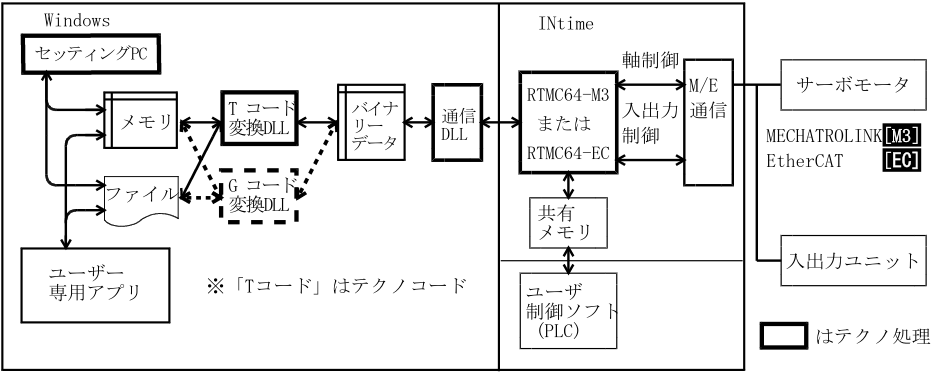 Windows
INtime
セッティングPC
メモリ
ファイル
ユーザー
専用アプリ
T コード
変換DLL
G コード
変換DLL
※「Tコード」はテクノコード
バイナ
リー
データ
通信
DLL
RTMC64-M3
または
RTMC64-EC
軸制御
入出力
制御
M/E
通信
共有
メモリ
ユーザ
制御ソフト
(PLC)
サーボモータ
MECHATROLINK[M3]
EtherCAT [EC]
入出力ユニット
はテクノ処理